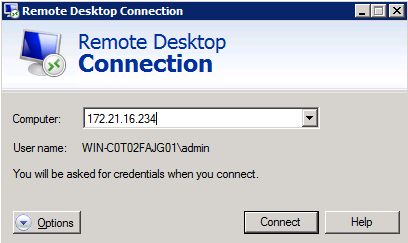 Remote Desktop Connection
Remote Desktop
Connection
Computer: 172.21.16.234
User name: WIN-C0T02FAJG01\admin
You will be asked for credentials when you connect.
Options Connect Help